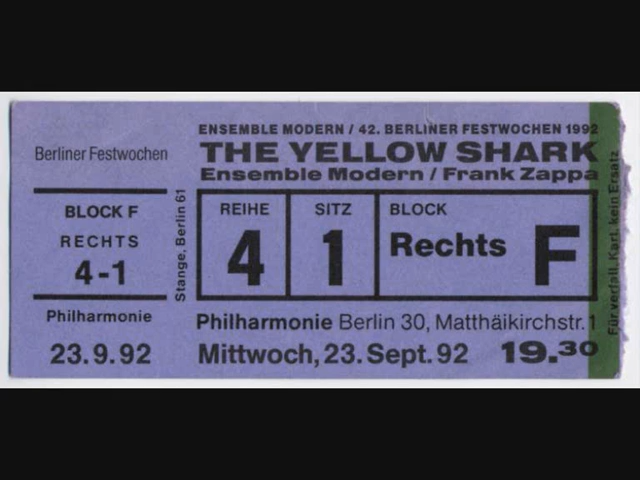 Berliner Festwochen
BLOCK F
RECHTS
4-1
Philharmonie
23.9.92
Stange, Berlin 61
ENSEMBLE MODERN / 42. BERLINER FESTWOCHEN 1992
THE YELLOW SHARK
Ensemble Modern / Frank Zappa
REIHE
4
SITZ
1
BLOCK
Rechts F
Philharmonie Berlin 30, Matthäikirchstr. 1
Mittwoch, 23. Sept. 92 19.30
Für verfall. Kart. kein Ersatz